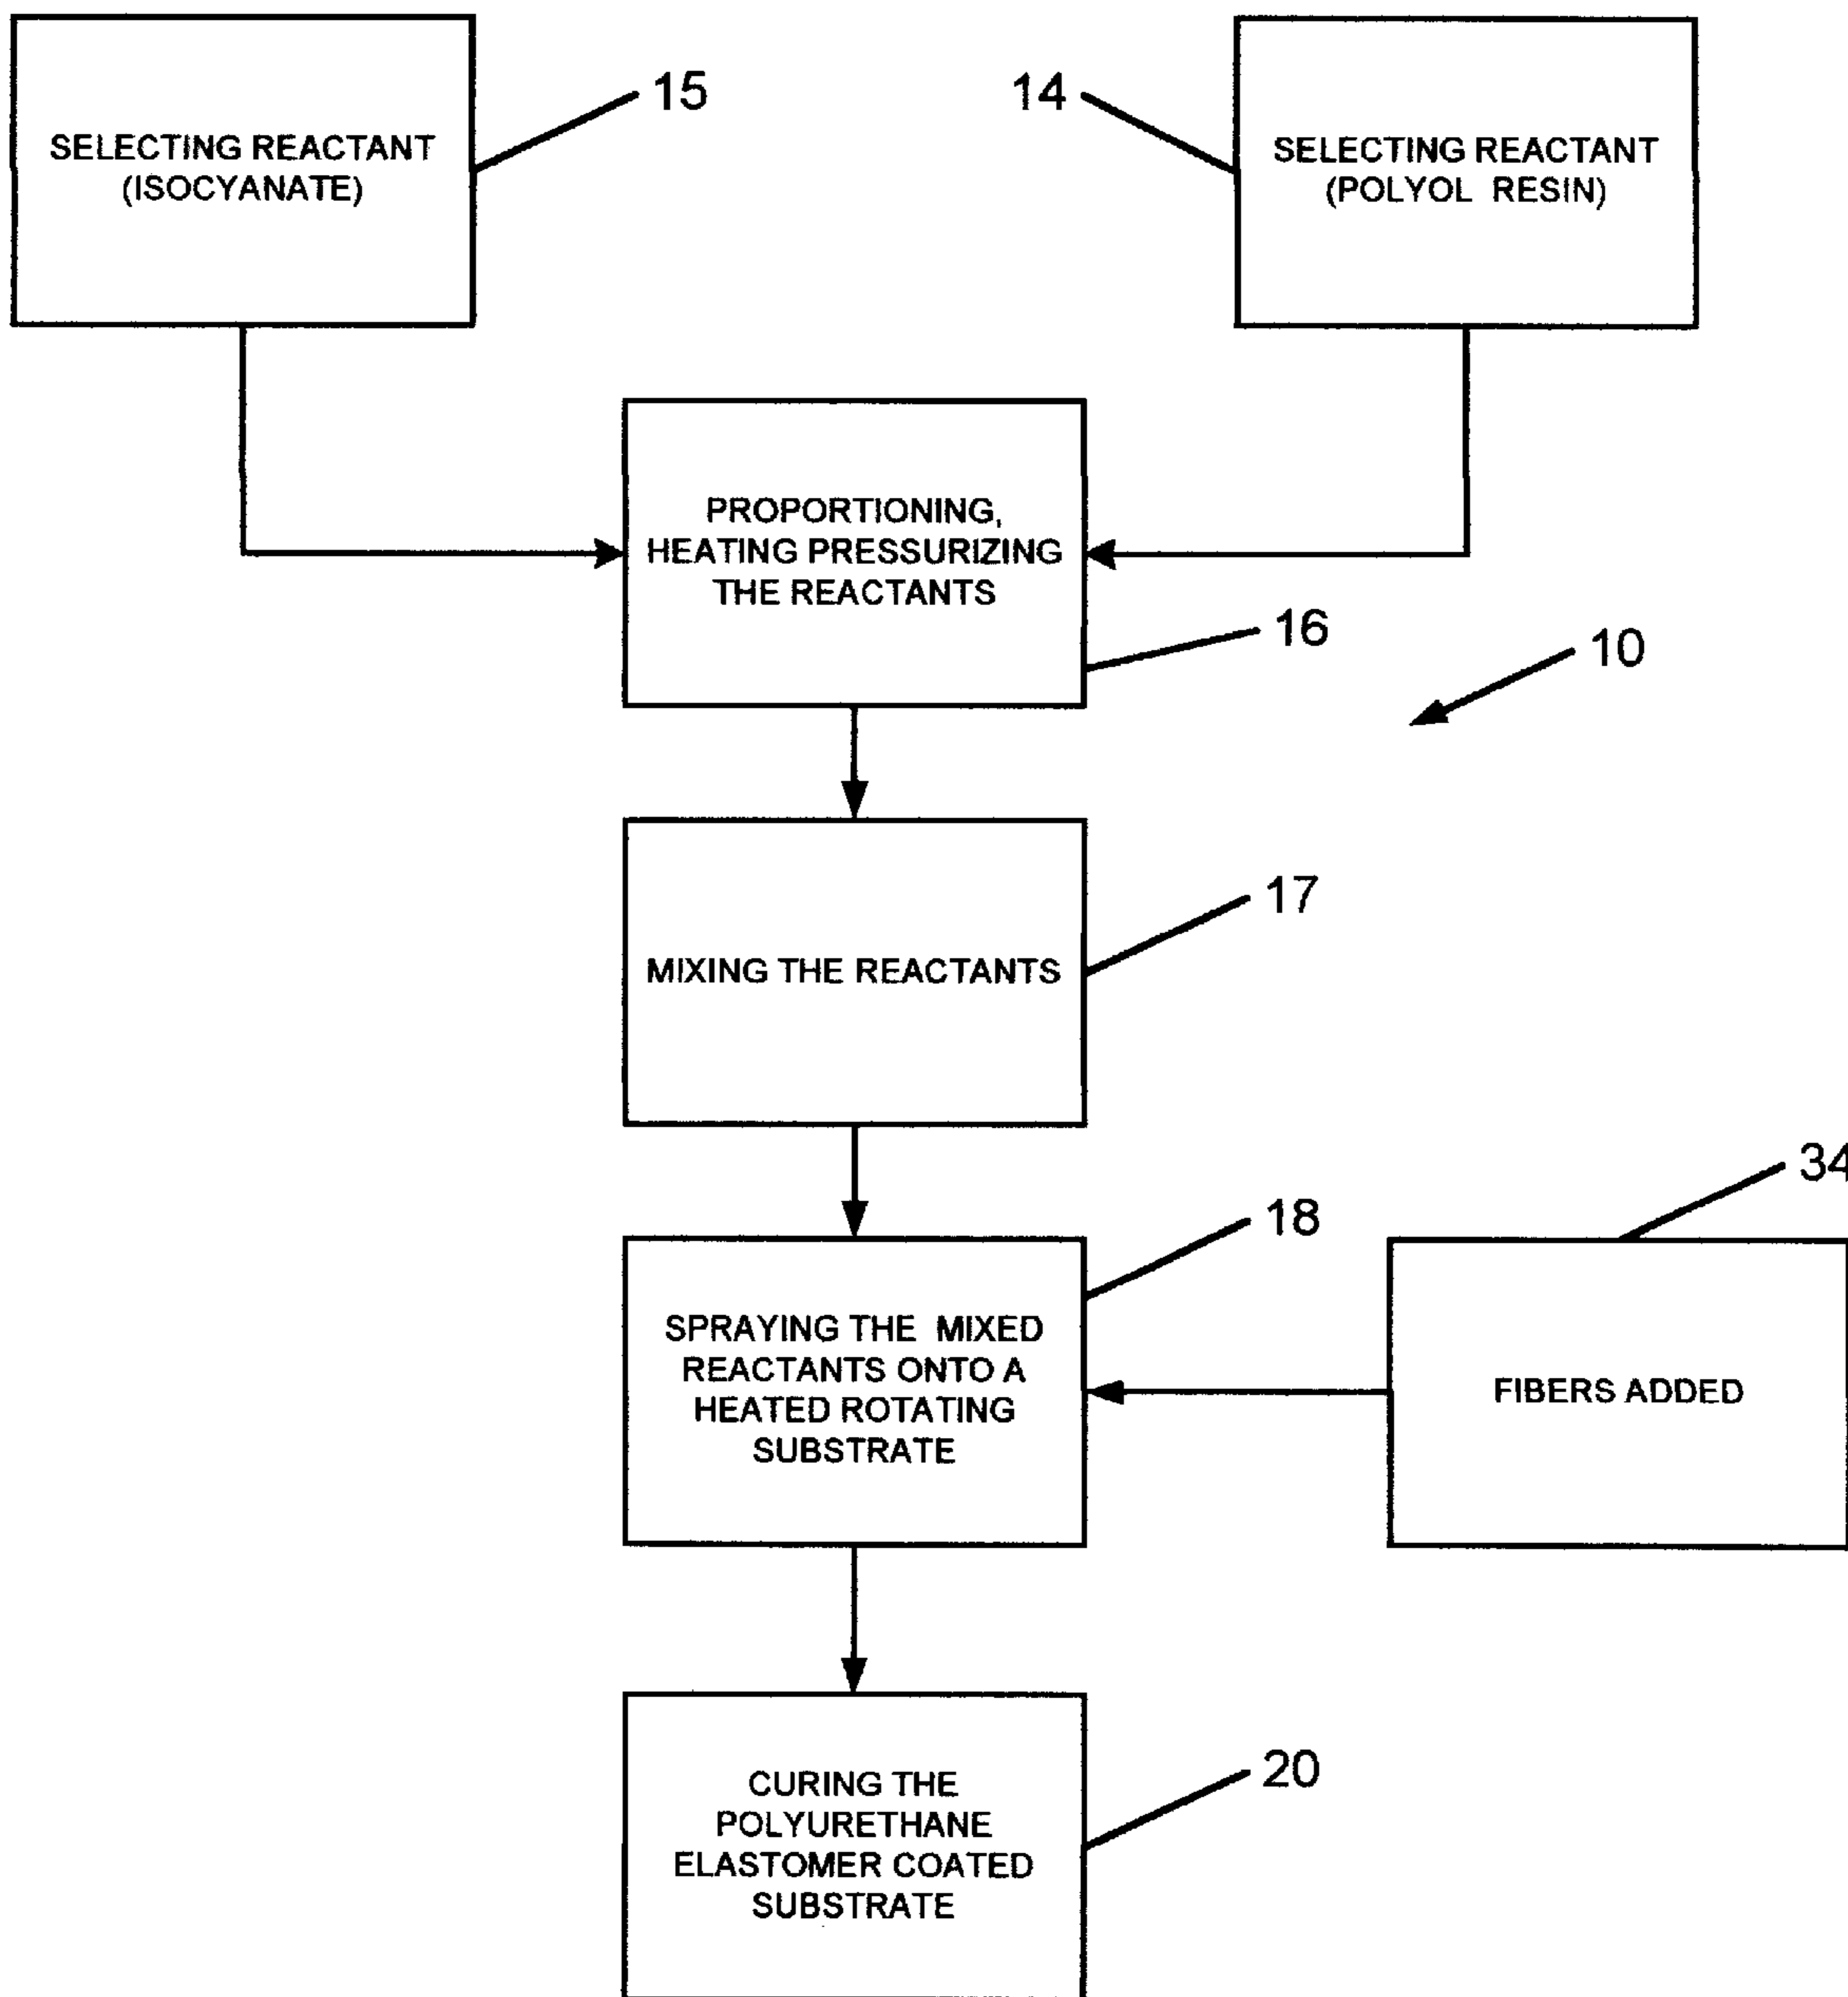 SELECTING REACTANT
(ISOCYANATE)
15
14
SELECTING REACTANT
(POLYOL RESIN)
PROPORTIONING,
HEATING PRESSURIZING
THE REACTANTS
16
10
MIXING THE REACTANTS
17
34
18
SPRAYING THE MIXED
REACTANTS ONTO A
HEATED ROTATING
SUBSTRATE
FIBERS ADDED
CURING THE
POLYURETHANE
ELASTOMER COATED
SUBSTRATE
20